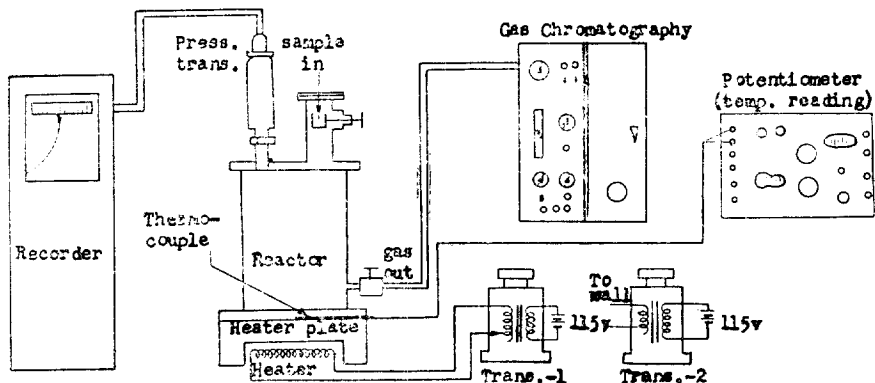 Gas Chromatography
Press.
trans.
sample
in
Potentiometer
(temp. reading)
Thermo-
couple
Recorder
Reactor
gas
out
To
wall
Heater plate
115v
115v
Heater
Trans.-1
Trans.-2